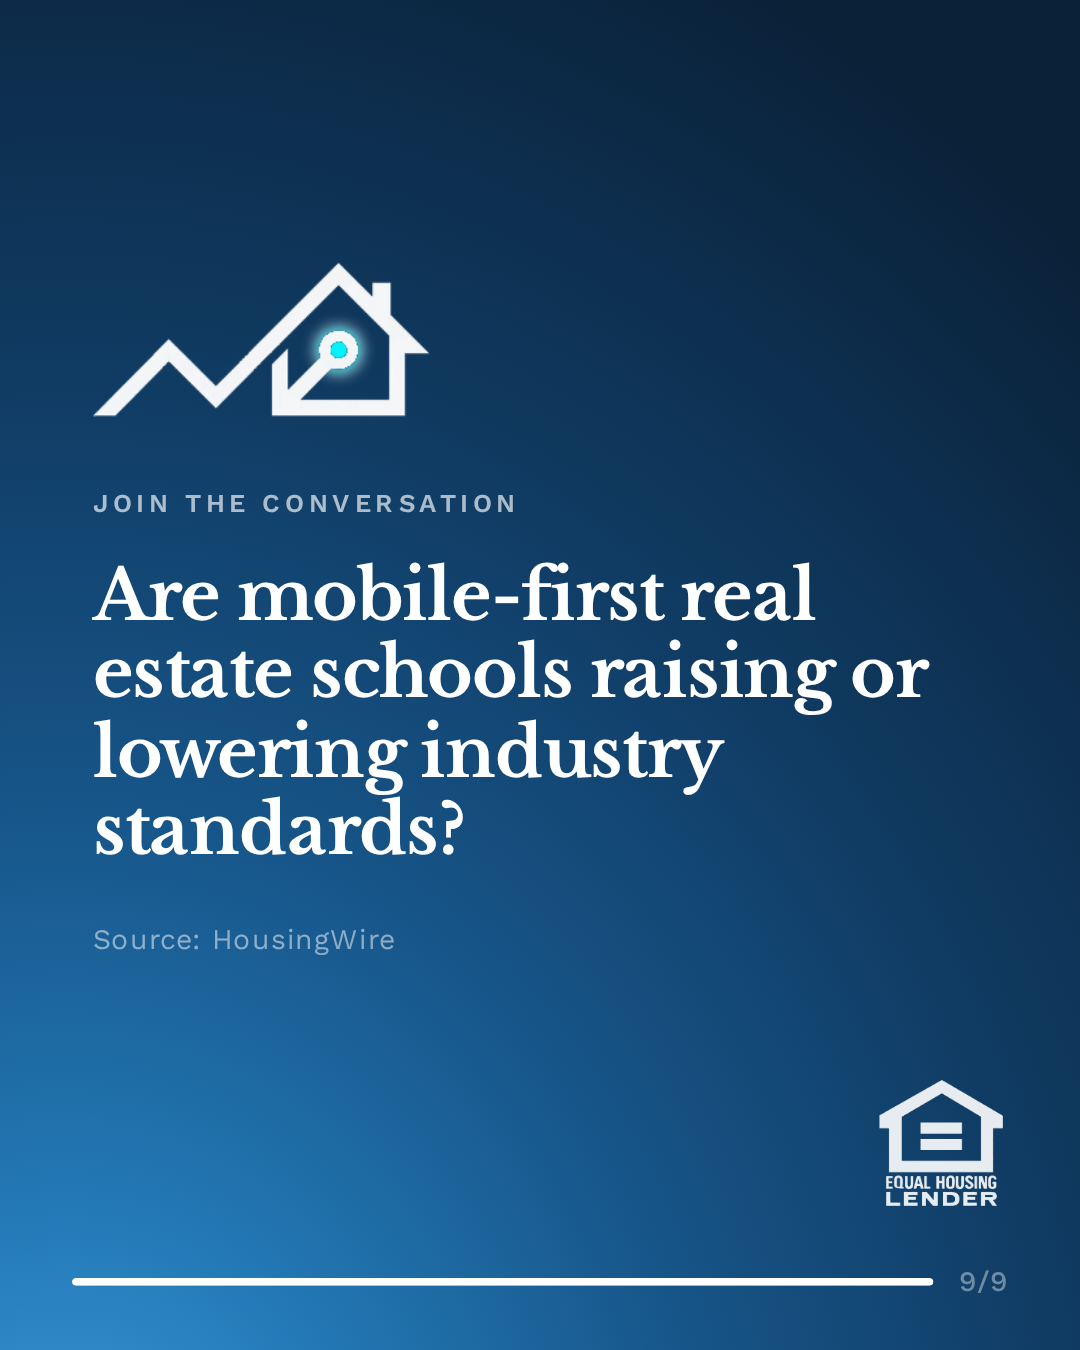 JOIN THE CONVERSATION
Are mobile-first real
estate schools raising or
lowering industry
standards?
Source: HousingWire
EQUAL HOUSING
LENDER
9/9